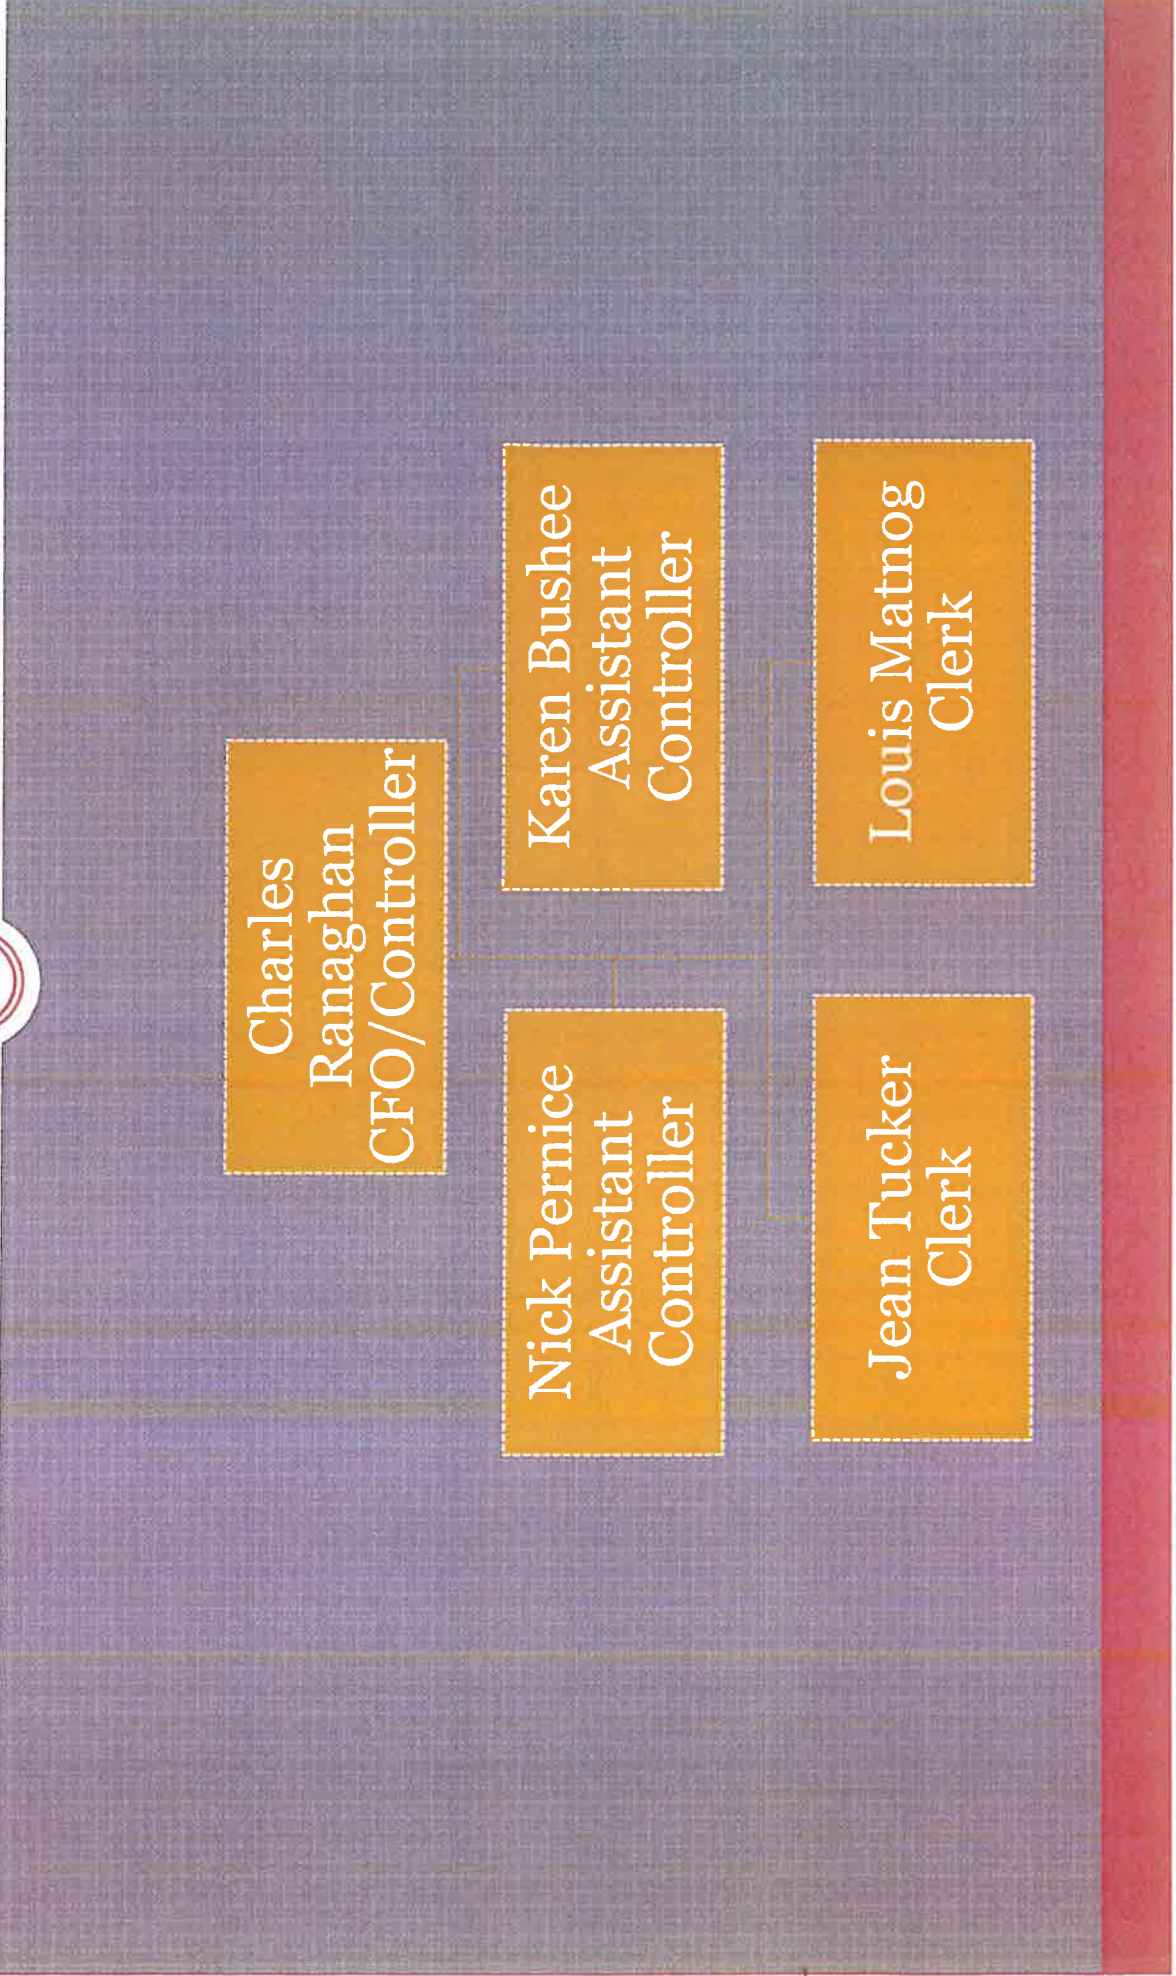 Charles
Ranaghan
CFO/Controller
Nick Pernice
Assistant
Controller
Karen Bushee
Assistant
Controller
Jean Tucker
Clerk
Louis Matnog
Clerk